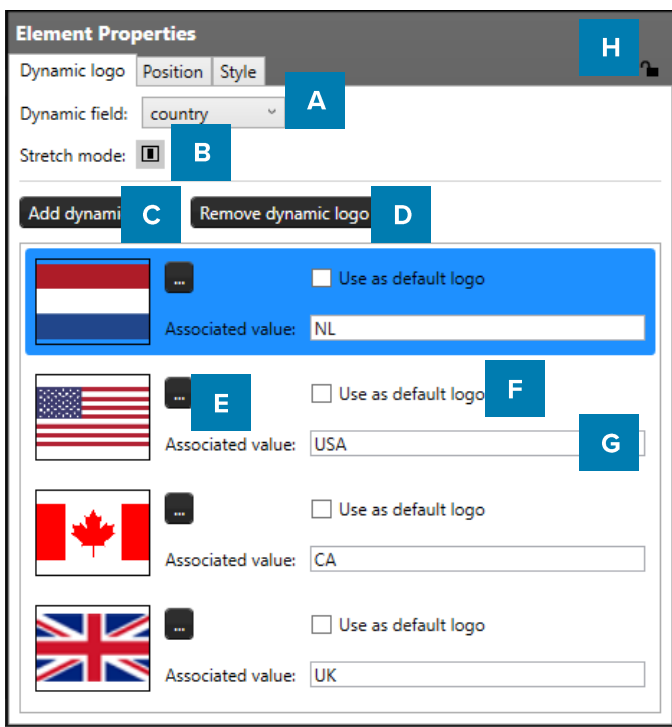 Element Properties
H
Dynamic logo Position Style
Dynamic field: country A
Stretch mode: B
Add dynami C Remove dynamic logo D
... Use as default logo
Associated value: NL
... E Use as default logo F
Associated value: USA G
... Use as default logo
Associated value: CA
... Use as default logo
Associated value: UK